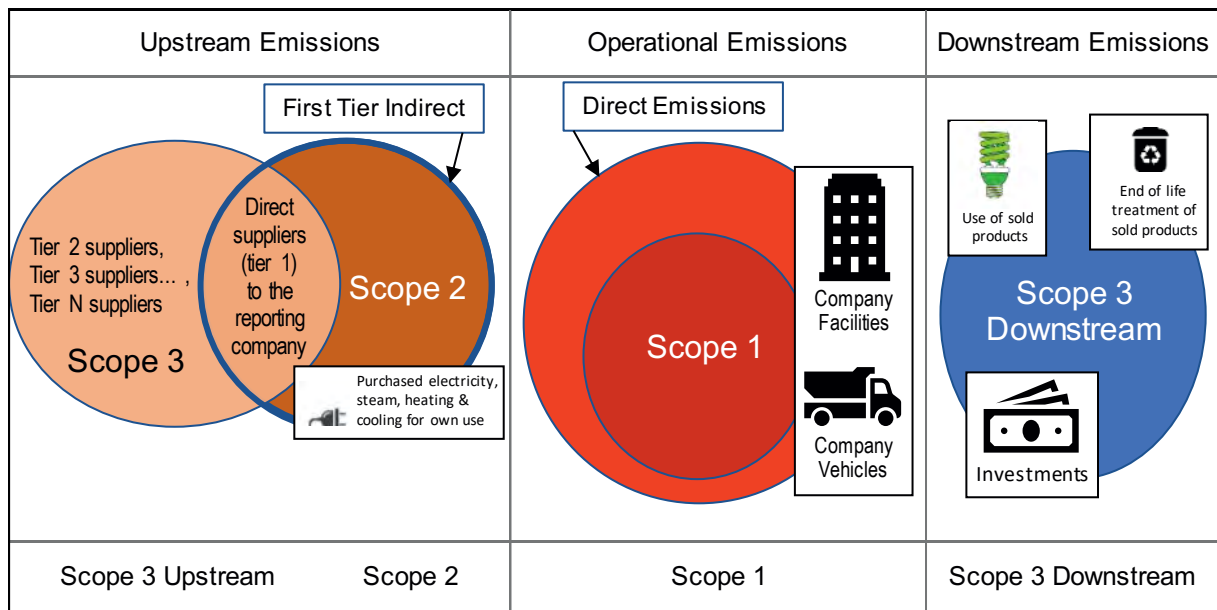 Upstream Emissions
Operational Emissions
Downstream Emissions
First Tier Indirect
Tier 2 suppliers,
Tier 3 suppliers... ,
Tier N suppliers
Scope 3
Direct
suppliers
(tier 1)
to the
reporting
company
Scope 2
Purchased electricity,
steam, heating &
cooling for own use
Direct Emissions
Scope 1
Company
Facilities
Company
Vehicles
Use of sold
products
End of life
treatment of
sold products
Scope 3
Downstream
Investments
Scope 3 Upstream
Scope 2
Scope 1
Scope 3 Downstream